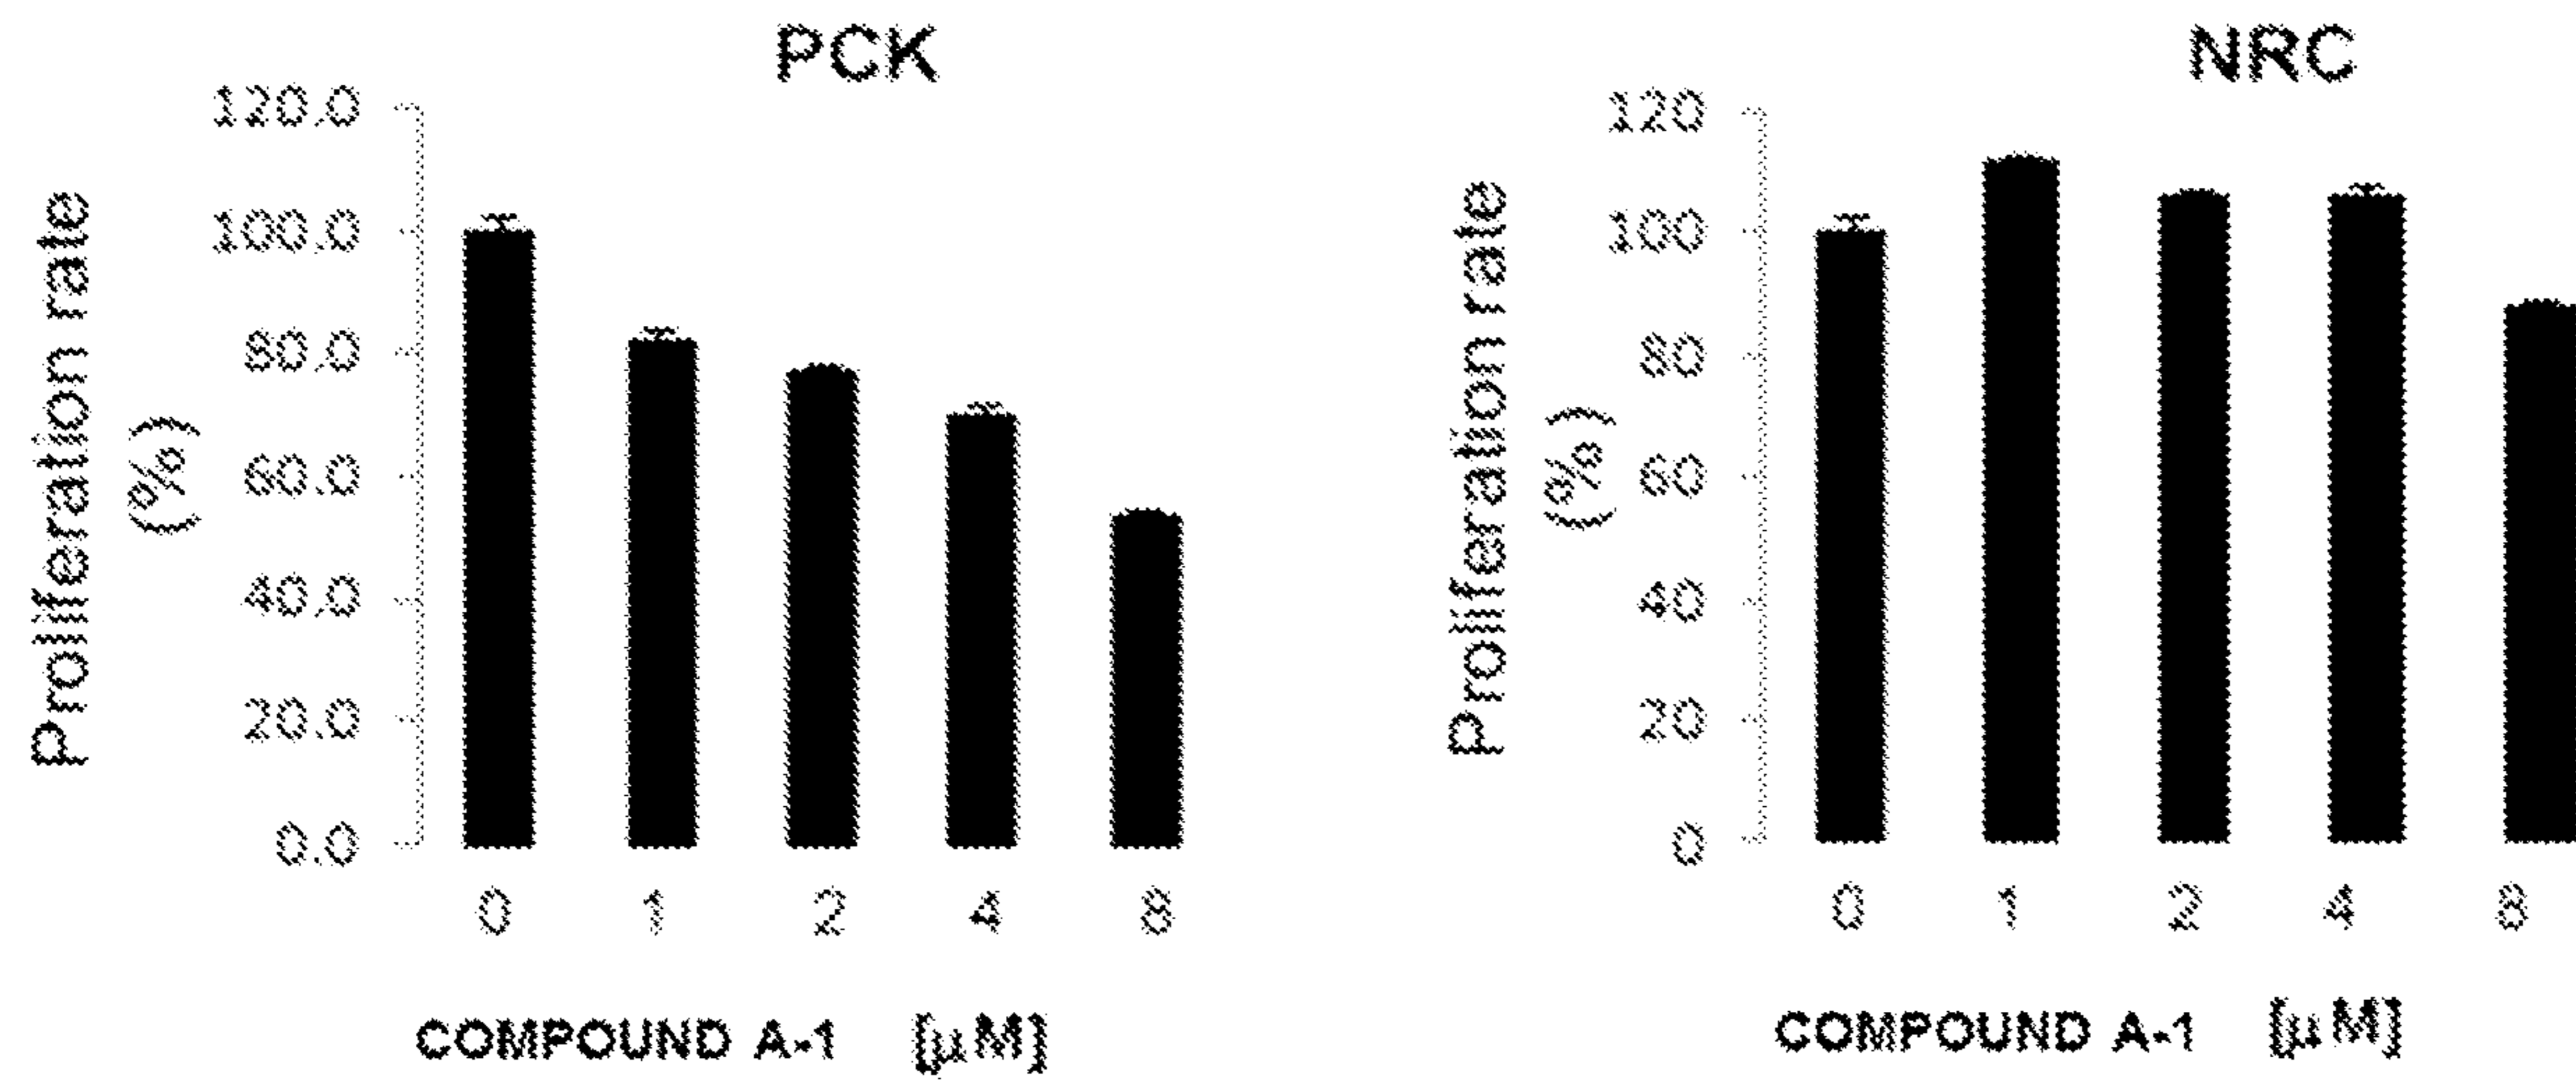 PCK
Proliferation rate
(%)
120.0
100.0
80.0
60.0
40.0
20.0
0.0
0 1 2 4 8
COMPOUND A-1 [μM]
NRC
Proliferation rate
(%)
120
100
80
60
40
20
0
0 1 2 4 8
COMPOUND A-1 [μM]